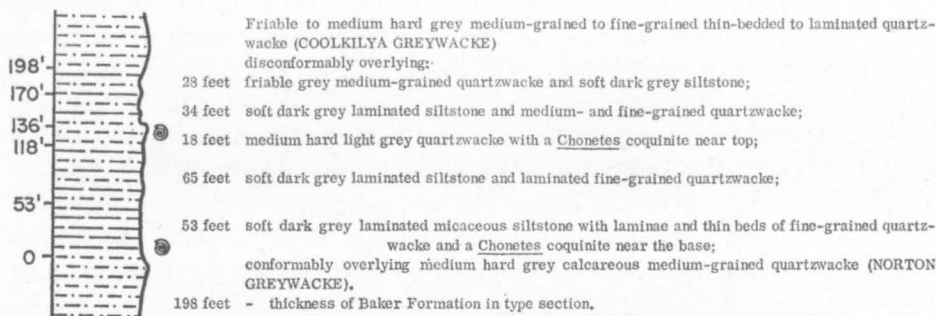 Friable to medium hard grey medium-grained to fine-grained thin-bedded to laminated quartz-
wacke (COOLKILYA GREYWACKE)
disconformably overlying:-
198'
28 feet friable grey medium-grained quartzwacke and soft dark grey siltstone;
170'
34 feet soft dark grey laminated siltstone and medium- and fine-grained quartzwacke;
136'
18 feet medium hard light grey quartzwacke with a Chonetes coquinite near top;
118'
65 feet soft dark grey laminated siltstone and laminated fine-grained quartzwacke;
53'
53 feet soft dark grey laminated micaceous siltstone with laminae and thin beds of fine-grained quartz-
wacke and a Chonetes coquinite near the base;
0
conformably overlying medium hard grey calcareous medium-grained quartzwacke (NORTON
GREYWACKE).
198 feet - thickness of Baker Formation in type section.